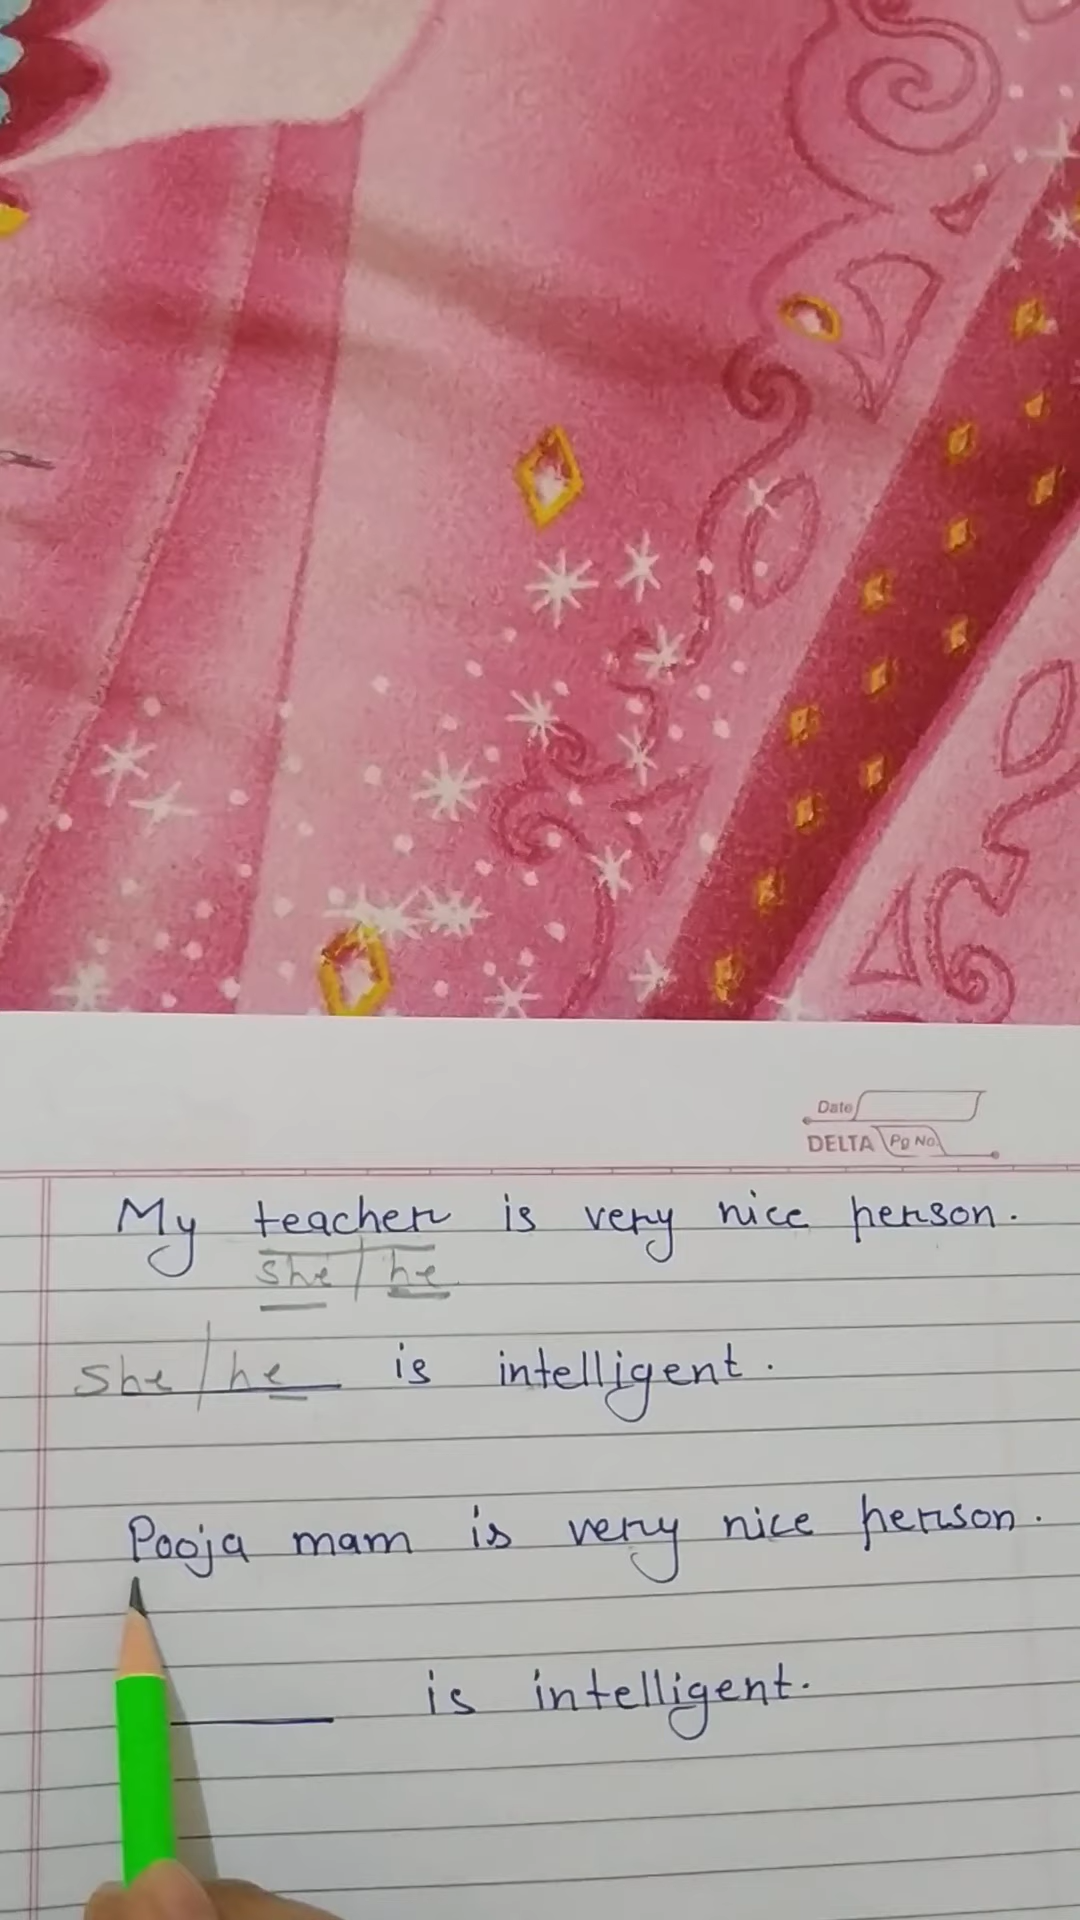 Date
DELTA Pg No.
My teacher is very nice person.
she / he
she / he is intelligent.
Pooja mam is very nice person.
is intelligent.